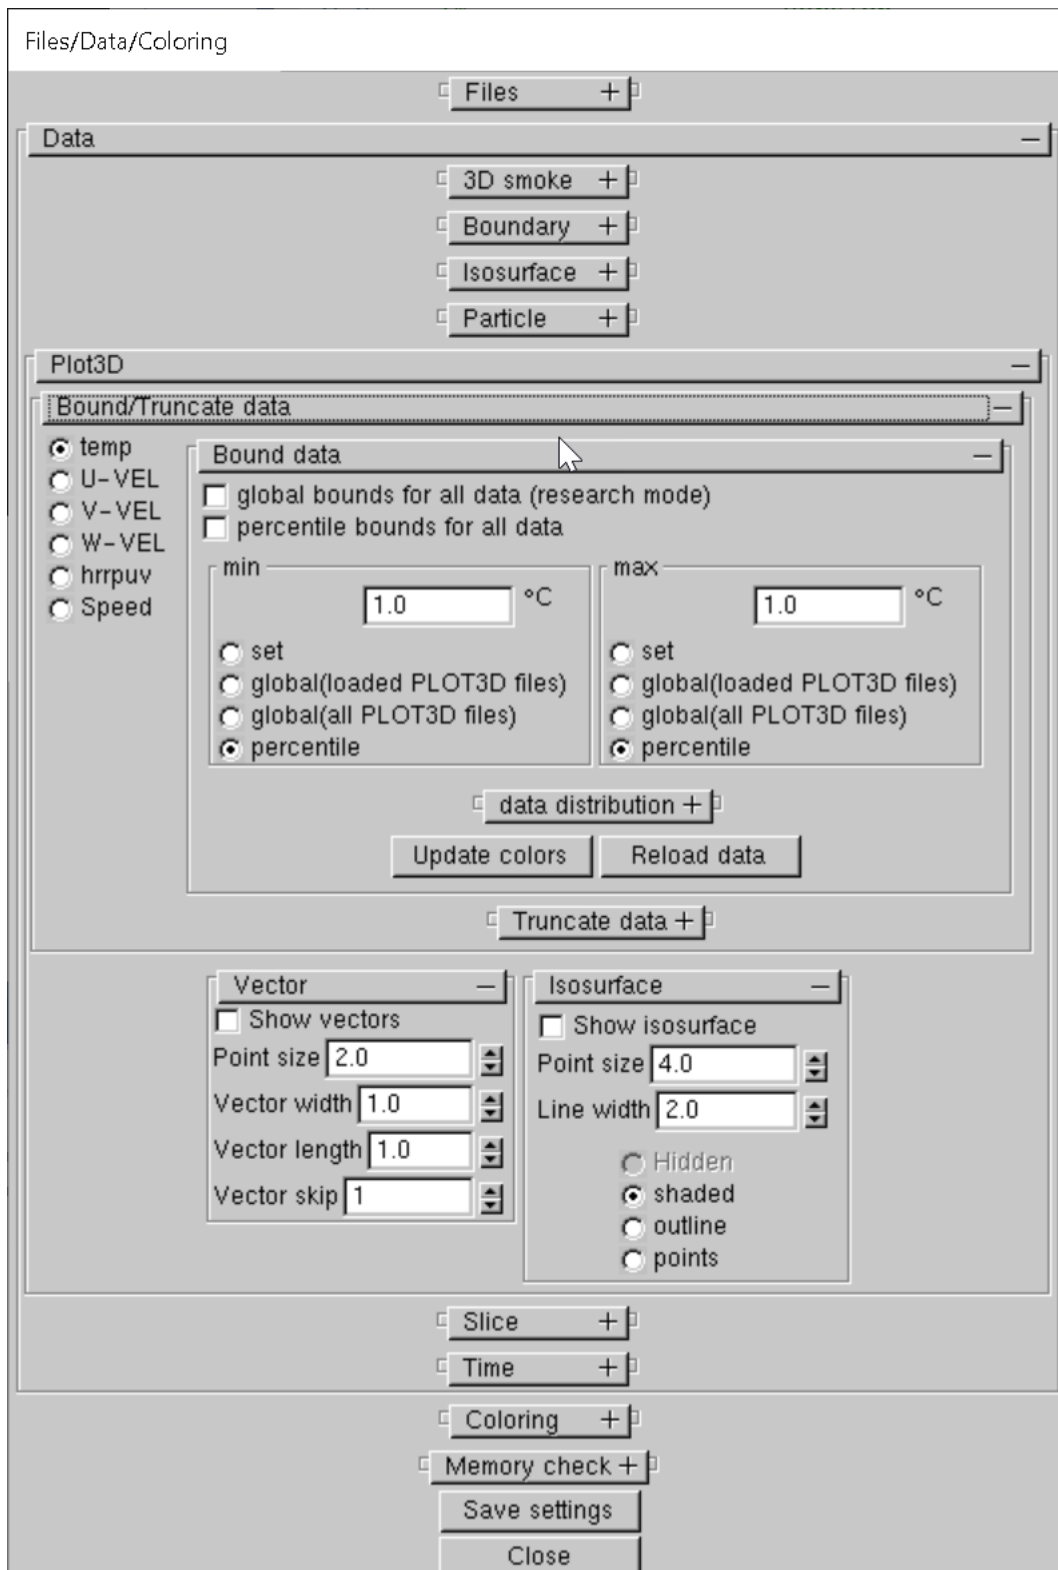 Files/Data/Coloring
Files +
Data −
3D smoke +
Boundary +
Isosurface +
Particle +
Plot3D −
Bound/Truncate data −
temp
U-VEL
V-VEL
W-VEL
hrrpuv
Speed
Bound data −
global bounds for all data (research mode)
percentile bounds for all data
min
1.0 °C
set
global(loaded PLOT3D files)
global(all PLOT3D files)
percentile
max
1.0 °C
set
global(loaded PLOT3D files)
global(all PLOT3D files)
percentile
data distribution +
Update colors
Reload data
Truncate data +
Vector −
Show vectors
Point size 2.0
Vector width 1.0
Vector length 1.0
Vector skip 1
Isosurface −
Show isosurface
Point size 4.0
Line width 2.0
Hidden
shaded
outline
points
Slice +
Time +
Coloring +
Memory check +
Save settings
Close